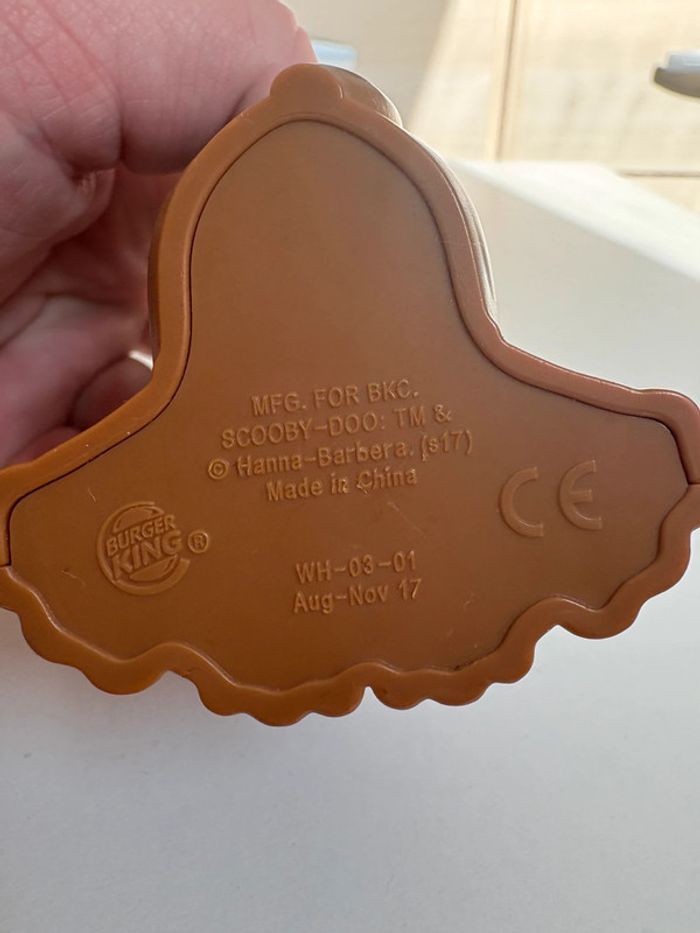 MFG. FOR BKC.
SCOOBY-DOO: TM &
© Hanna-Barbera. (s17)
Made in China
CE
BURGER
KING®
WH-03-01
Aug-Nov 17